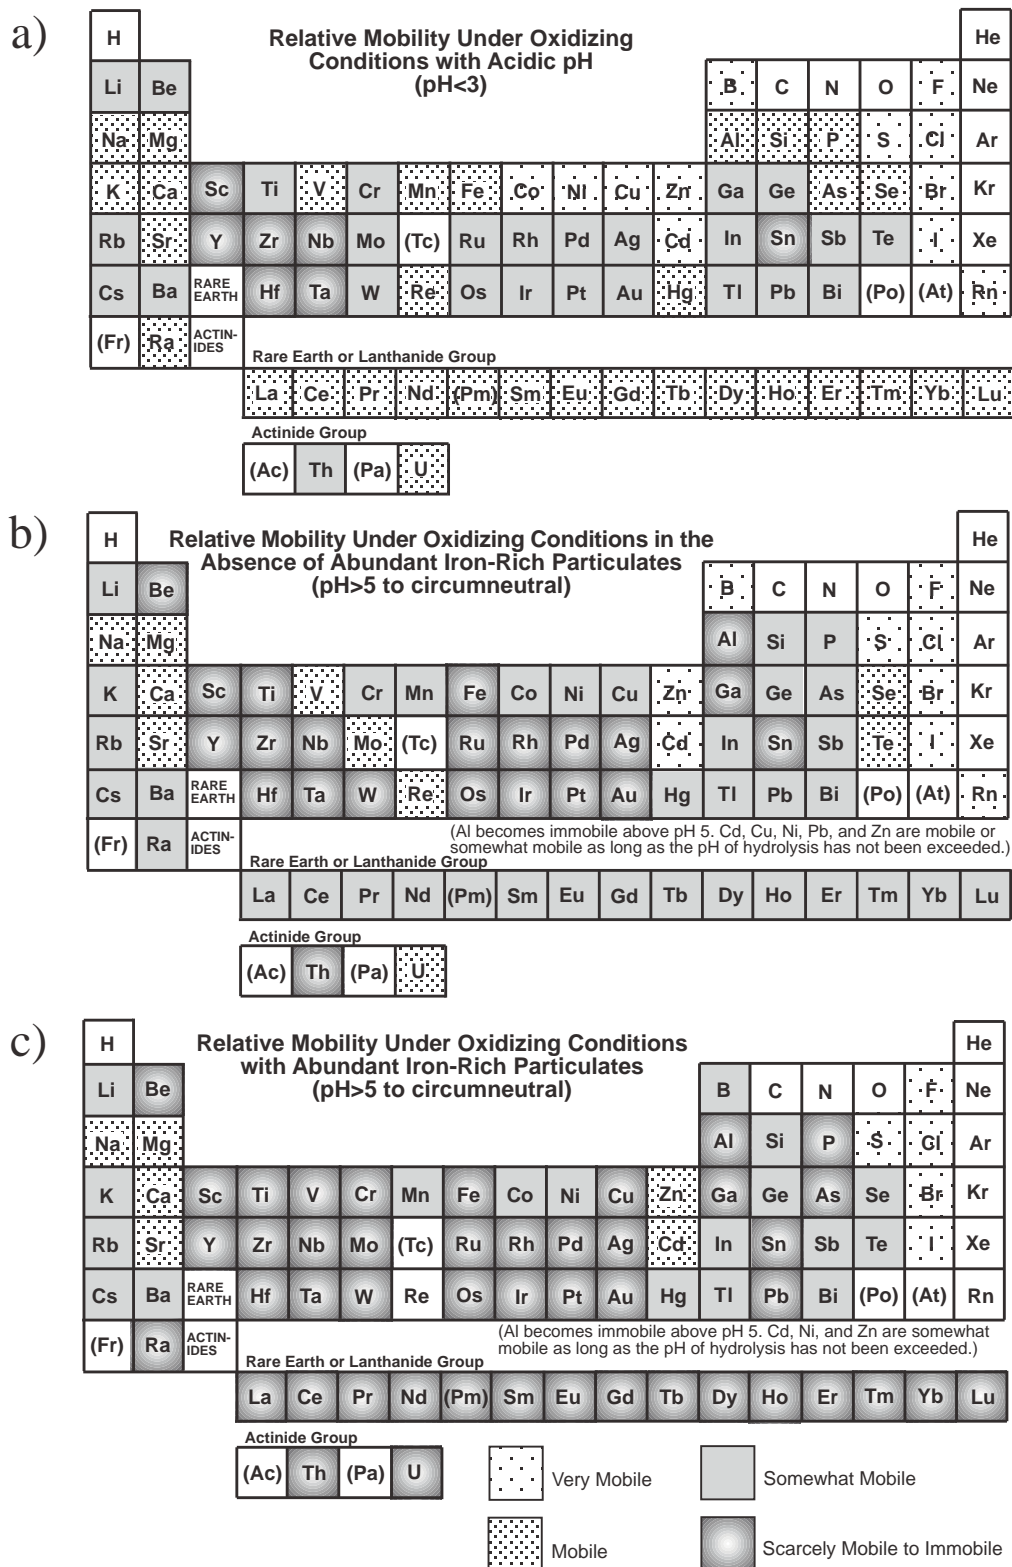 a)
Relative Mobility Under Oxidizing
Conditions with Acidic pH
(pH<3)
H He
Li Be B C N O F Ne
Na Mg Al Si P S Cl Ar
K Ca Sc Ti V Cr Mn Fe Co NI Cu Zn Ga Ge As Se Br Kr
Rb Sr Y Zr Nb Mo (Tc) Ru Rh Pd Ag Cd In Sn Sb Te I Xe
Cs Ba RARE EARTH Hf Ta W Re Os Ir Pt Au Hg Tl Pb Bi (Po) (At) Rn
(Fr) Ra ACTIN-IDES
Rare Earth or Lanthanide Group
La Ce Pr Nd (Pm) Sm Eu Gd Tb Dy Ho Er Tm Yb Lu
Actinide Group
(Ac) Th (Pa) U
b)
Relative Mobility Under Oxidizing Conditions in the
Absence of Abundant Iron-Rich Particulates
(pH>5 to circumneutral)
H He
Li Be B C N O F Ne
Na Mg Al Si P S Cl Ar
K Ca Sc Ti V Cr Mn Fe Co Ni Cu Zn Ga Ge As Se Br Kr
Rb Sr Y Zr Nb Mo (Tc) Ru Rh Pd Ag Cd In Sn Sb Te I Xe
Cs Ba RARE EARTH Hf Ta W Re Os Ir Pt Au Hg Tl Pb Bi (Po) (At) Rn
(Fr) Ra ACTIN-IDES
(Al becomes immobile above pH 5. Cd, Cu, Ni, Pb, and Zn are mobile or
somewhat mobile as long as the pH of hydrolysis has not been exceeded.)
Rare Earth or Lanthanide Group
La Ce Pr Nd (Pm) Sm Eu Gd Tb Dy Ho Er Tm Yb Lu
Actinide Group
(Ac) Th (Pa) U
c)
Relative Mobility Under Oxidizing Conditions
with Abundant Iron-Rich Particulates
(pH>5 to circumneutral)
H He
Li Be B C N O F Ne
Na Mg Al Si P S Cl Ar
K Ca Sc Ti V Cr Mn Fe Co Ni Cu Zn Ga Ge As Se Br Kr
Rb Sr Y Zr Nb Mo (Tc) Ru Rh Pd Ag Cd In Sn Sb Te I Xe
Cs Ba RARE EARTH Hf Ta W Re Os Ir Pt Au Hg Tl Pb Bi (Po) (At) Rn
(Fr) Ra ACTIN-IDES
(Al becomes immobile above pH 5. Cd, Ni, and Zn are somewhat
mobile as long as the pH of hydrolysis has not been exceeded.)
Rare Earth or Lanthanide Group
La Ce Pr Nd (Pm) Sm Eu Gd Tb Dy Ho Er Tm Yb Lu
Actinide Group
(Ac) Th (Pa) U
Very Mobile
Somewhat Mobile
Mobile
Scarcely Mobile to Immobile